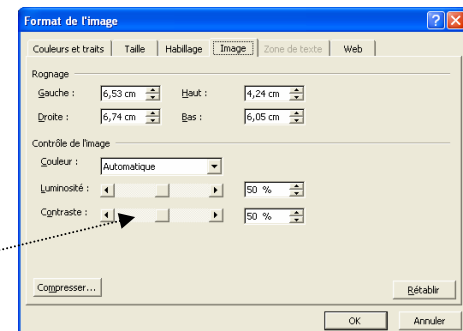 Format de l'image
Couleurs et traits Taille Habillage Image Zone de texte Web
Rognage
Gauche : 6,53 cm Haut : 4,24 cm
Droite : 6,74 cm Bas : 6,05 cm
Contrôle de l'image
Couleur : Automatique
Luminosité : 50 %
Contraste : 50 %
Compresser... Rétablir
OK Annuler